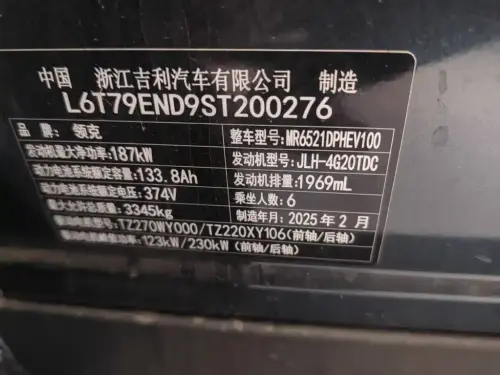 中国 浙江吉利汽车有限公司 制造
L6T79END9ST200276
品牌:领克 整车型号:MR6521DPHEV100
发动机最大净功率:187kW 发动机型号:JLH-4G20TDC
动力电池系统额定容量:133.8Ah 发动机排量:1969mL
动力电池系统额定电压:374V 乘坐人数:6
最大允许总质量:3345kg 制造年月:2025年2月
驱动电机型号:TZ270WY000/TZ220XY106(前轴/后轴)
驱动电机峰值功率:123kW/230kW(前轴/后轴)